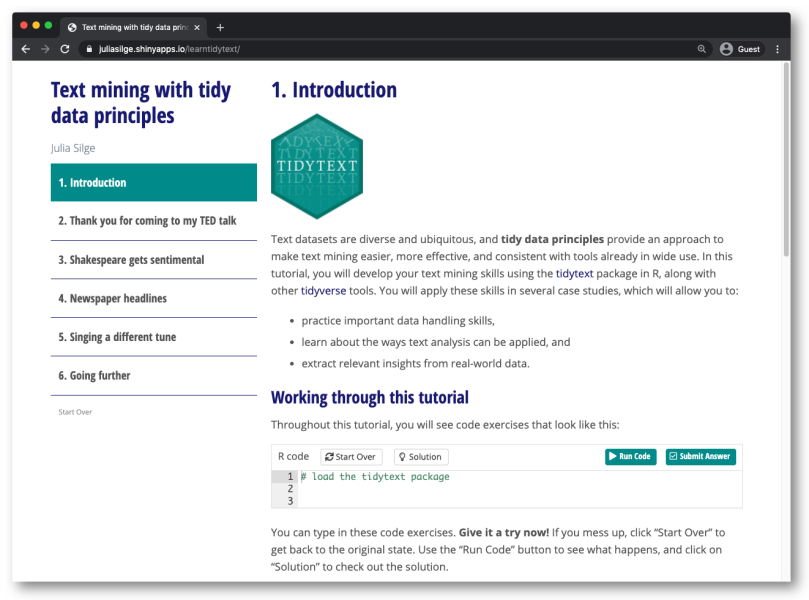 Text mining with tidy data princ
juliasilge.shinyapps.io/learntidytext/
Guest
Text mining with tidy
data principles
Julia Silge
1. Introduction
2. Thank you for coming to my TED talk
3. Shakespeare gets sentimental
4. Newspaper headlines
5. Singing a different tune
6. Going further
Start Over
1. Introduction
TIDYTEXT
TIDYTEXT
TIDYTEXT
Text datasets are diverse and ubiquitous, and tidy data principles provide an approach to
make text mining easier, more effective, and consistent with tools already in wide use. In this
tutorial, you will develop your text mining skills using the tidytext package in R, along with
other tidyverse tools. You will apply these skills in several case studies, which will allow you to:
• practice important data handling skills,
• learn about the ways text analysis can be applied, and
• extract relevant insights from real-world data.
Working through this tutorial
Throughout this tutorial, you will see code exercises that look like this:
R code Start Over Solution Run Code Submit Answer
1 # load the tidytext package
2
3
You can type in these code exercises. Give it a try now! If you mess up, click “Start Over” to
get back to the original state. Use the “Run Code” button to see what happens, and click on
“Solution” to check out the solution.